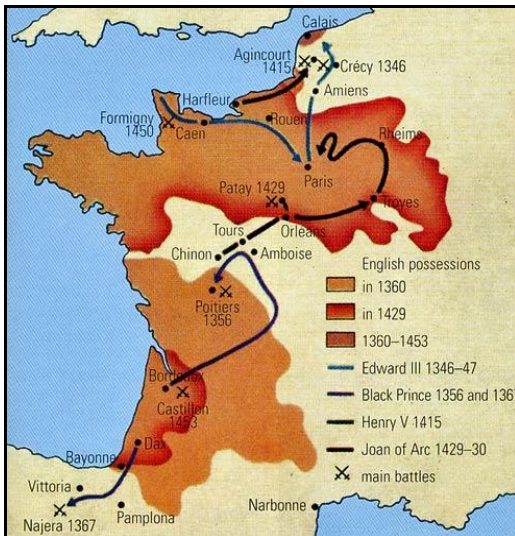 Calais
Agincourt
1415
Crécy 1346
Amiens
Harfleur
Formigny
1450
Caen
Rouen
Rheims
Paris
Patay 1429
Troyes
Orleans
Tours
Chinon
Amboise
Poitiers
1356
Bordeaux
Castillon
1453
Dax
Bayonne
Vittoria
Pamplona
Najera 1367
Narbonne
English possessions
in 1360
in 1429
1360–1453
Edward III 1346–47
Black Prince 1356 and 1367
Henry V 1415
Joan of Arc 1429–30
main battles